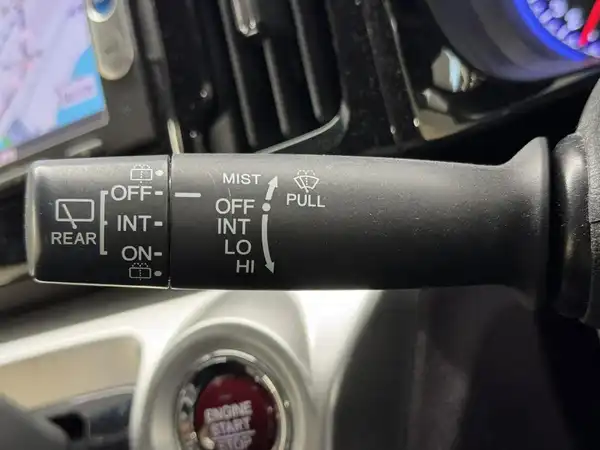 REAR
OFF
INT
ON
MIST
OFF
INT
LO
HI
PULL
ENGINE
START
STOP